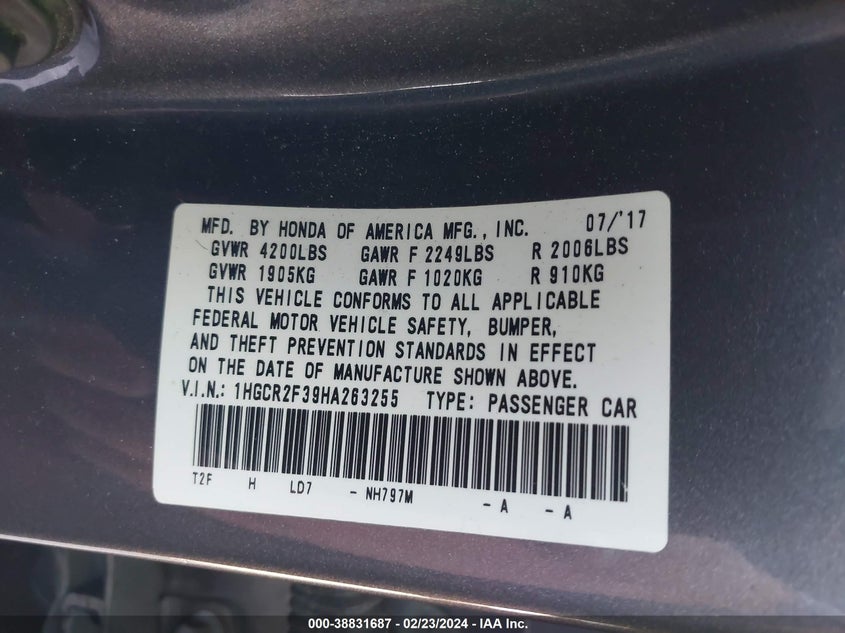 MFD. BY HONDA OF AMERICA MFG., INC. 07/'17
GVWR 4200LBS GAWR F 2249LBS R 2006LBS
GVWR 1905KG GAWR F 1020KG R 910KG
THIS VEHICLE CONFORMS TO ALL APPLICABLE
FEDERAL MOTOR VEHICLE SAFETY, BUMPER,
AND THEFT PREVENTION STANDARDS IN EFFECT
ON THE DATE OF MANUFACTURE SHOWN ABOVE.
V.I.N.: 1HGCR2F39HA263255 TYPE: PASSENGER CAR
T2F H LD7 - NH797M - A - A
000-38831687 - 02/23/2024 - IAA Inc.